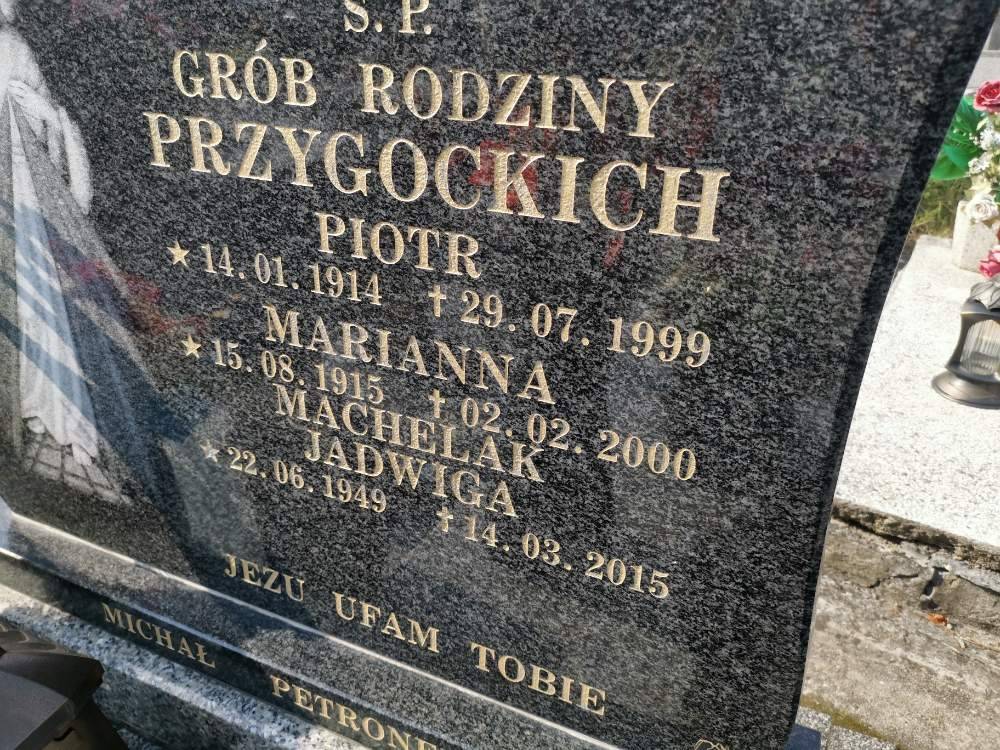 Ś. P.
GRÓB RODZINY
PRZYGOCKICH
PIOTR
★ 14. 01. 1914 † 29. 07. 1999
MARIANNA
★ 15. 08. 1915 † 02. 02. 2000
MACHELAK
JADWIGA
★ 22. 06. 1949 † 14. 03. 2015
JEZU UFAM TOBIE
MICHAŁ PETRONE